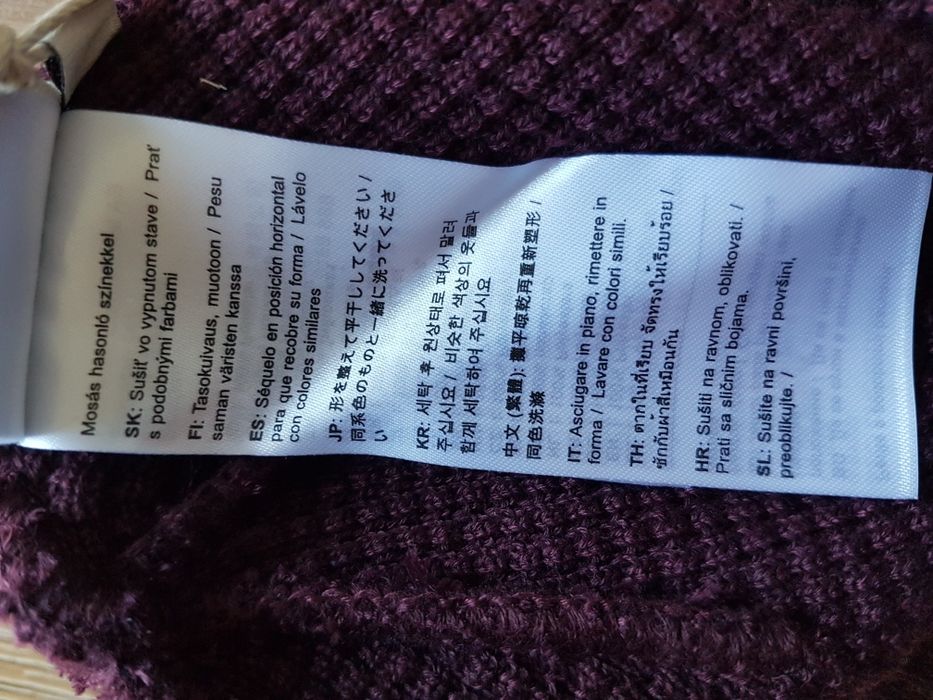 Mosás hasonló színekkel
SK: Sušiť vo vypnutom stave / Prať
s podobnými farbami
FI: Tasokuivaus, muotoon / Pesu
saman väristen kanssa
ES: Séquelo en posición horizontal
para que recobre su forma / Lávelo
con colores similares
JP: 形を整えて平干ししてください /
同系色のものと一緒に洗ってくださ
い
KR: 세탁 후 원상태로 펴서 말려
주십시요 / 비슷한 색상의 옷들과
함께 세탁하여 주십시요
中文 (繁體): 攤平晾乾再重新塑形 /
同色洗滌
IT: Asciugare in piano, rimettere in
forma / Lavare con colori simili.
TH: ตากในที่เรียบ จัดทรงให้เรียบร้อย /
ซักกับผ้าสีเหมือนกัน
HR: Sušiti na ravnom, oblikovati. /
Prati sa sličnim bojama.
SL: Sušite na ravni površini,
preoblikujte. /